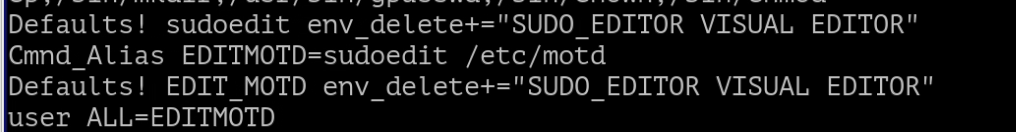 Defaults! sudoedit env_delete+="SUDO_EDITOR VISUAL EDITOR"
Cmnd_Alias EDITMOTD=sudoedit /etc/motd
Defaults! EDIT_MOTD env_delete+="SUDO_EDITOR VISUAL EDITOR"
user ALL=EDITMOTD